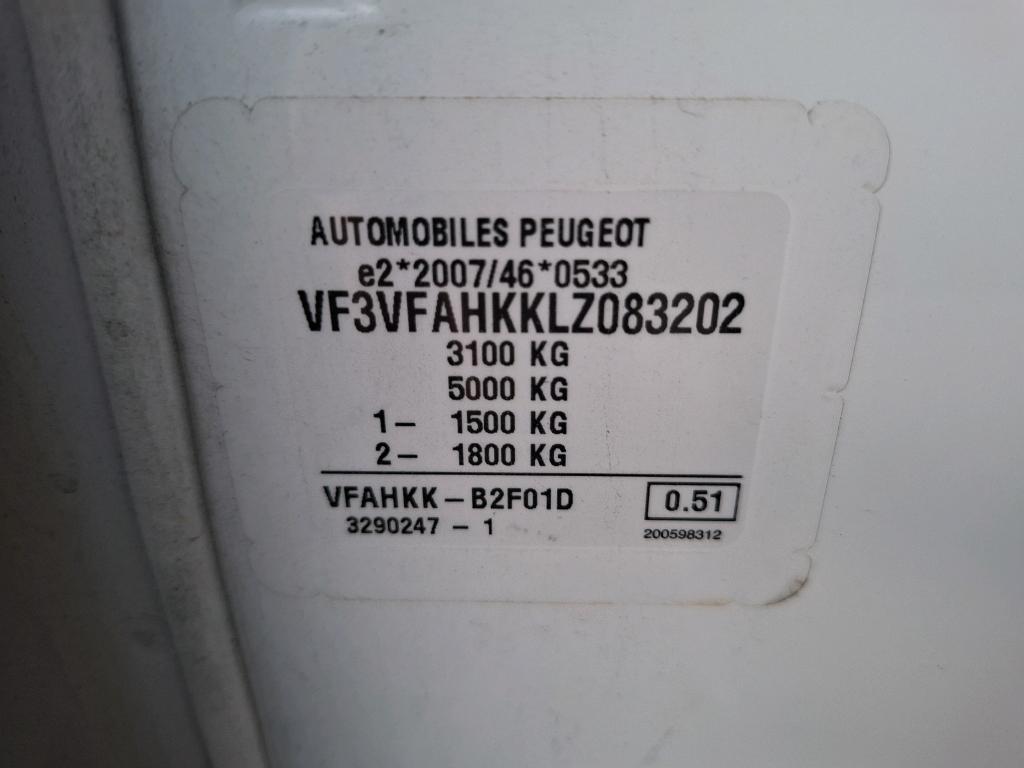 AUTOMOBILES PEUGEOT
e2*2007/46*0533
VF3VFAHKKLZ083202
3100 KG
5000 KG
1- 1500 KG
2- 1800 KG
VFAHKK-B2F01D 0.51
3290247 - 1 200598312